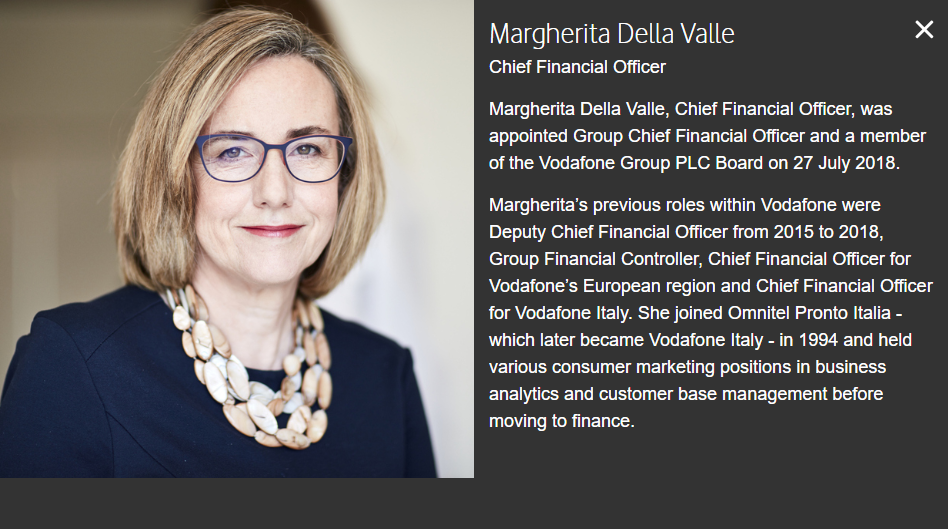 Margherita Della Valle
Chief Financial Officer
Margherita Della Valle, Chief Financial Officer, was
appointed Group Chief Financial Officer and a member
of the Vodafone Group PLC Board on 27 July 2018.
Margherita’s previous roles within Vodafone were
Deputy Chief Financial Officer from 2015 to 2018,
Group Financial Controller, Chief Financial Officer for
Vodafone’s European region and Chief Financial Officer
for Vodafone Italy. She joined Omnitel Pronto Italia -
which later became Vodafone Italy - in 1994 and held
various consumer marketing positions in business
analytics and customer base management before
moving to finance.